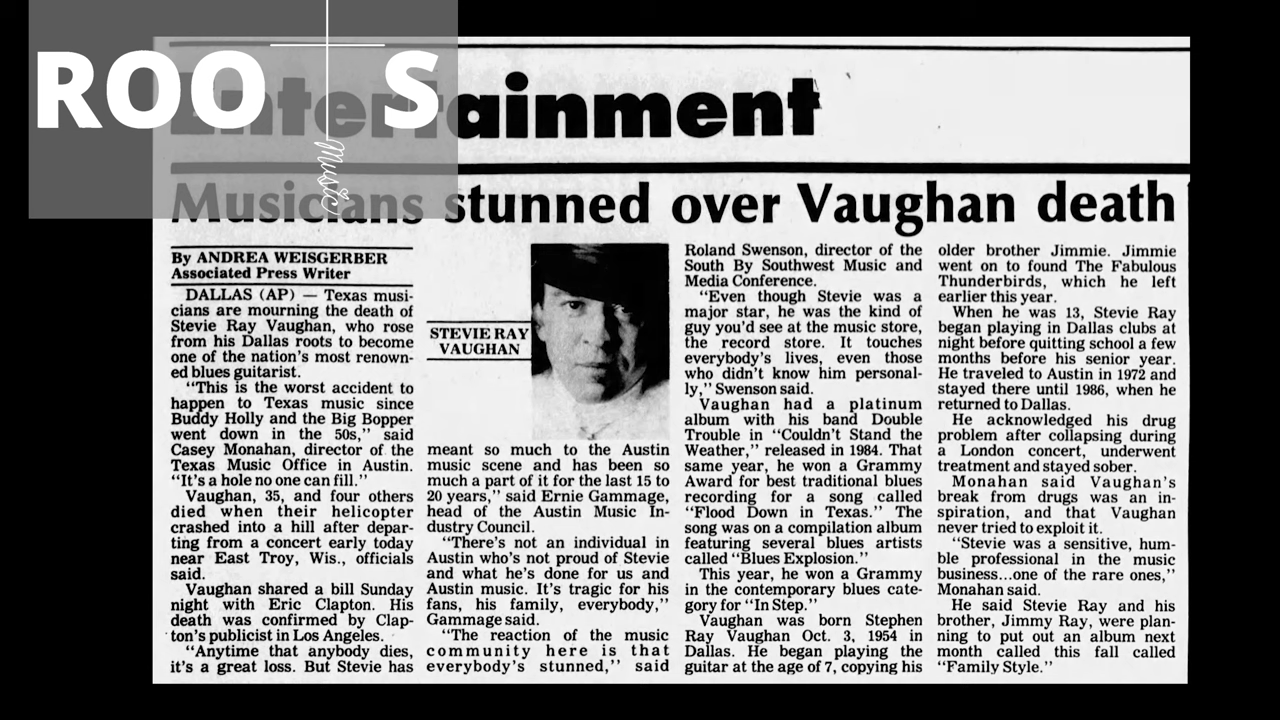 ROOTS
Music
Entertainment
Musicians stunned over Vaughan death
By ANDREA WEISGERBER
Associated Press Writer
DALLAS (AP) — Texas musi-
cians are mourning the death of
Stevie Ray Vaughan, who rose
from his Dallas roots to become
one of the nation's most renown-
ed blues guitarist.
"This is the worst accident to
happen to Texas music since
Buddy Holly and the Big Bopper
went down in the 50s," said
Casey Monahan, director of the
Texas Music Office in Austin.
"It's a hole no one can fill."
Vaughan, 35, and four others
died when their helicopter
crashed into a hill after depar-
ting from a concert early today
near East Troy, Wis., officials
said.
Vaughan shared a bill Sunday
night with Eric Clapton. His
death was confirmed by Clap-
ton's publicist in Los Angeles.
"Anytime that anybody dies,
it's a great loss. But Stevie has
STEVIE RAY
VAUGHAN
meant so much to the Austin
music scene and has been so
much a part of it for the last 15 to
20 years," said Ernie Gammage,
head of the Austin Music In-
dustry Council.
"There's not an individual in
Austin who's not proud of Stevie
and what he's done for us and
Austin music. It's tragic for his
fans, his family, everybody,"
Gammage said.
"The reaction of the music
community here is that
everybody's stunned," said
Roland Swenson, director of the
South By Southwest Music and
Media Conference.
"Even though Stevie was a
major star, he was the kind of
guy you'd see at the music store,
the record store. It touches
everybody's lives, even those
who didn't know him personal-
ly," Swenson said.
Vaughan had a platinum
album with his band Double
Trouble in "Couldn't Stand the
Weather," released in 1984. That
same year, he won a Grammy
Award for best traditional blues
recording for a song called
"Flood Down in Texas." The
song was on a compilation album
featuring several blues artists
called "Blues Explosion."
This year, he won a Grammy
in the contemporary blues cate-
gory for "In Step."
Vaughan was born Stephen
Ray Vaughan Oct. 3, 1954 in
Dallas. He began playing the
guitar at the age of 7, copying his
older brother Jimmie. Jimmie
went on to found The Fabulous
Thunderbirds, which he left
earlier this year.
When he was 13, Stevie Ray
began playing in Dallas clubs at
night before quitting school a few
months before his senior year.
He traveled to Austin in 1972 and
stayed there until 1986, when he
returned to Dallas.
He acknowledged his drug
problem after collapsing during
a London concert, underwent
treatment and stayed sober.
Monahan said Vaughan's
break from drugs was an in-
spiration, and that Vaughan
never tried to exploit it.
"Stevie was a sensitive, hum-
ble professional in the music
business...one of the rare ones,"
Monahan said.
He said Stevie Ray and his
brother, Jimmy Ray, were plan-
ning to put out an album next
month called this fall called
"Family Style."